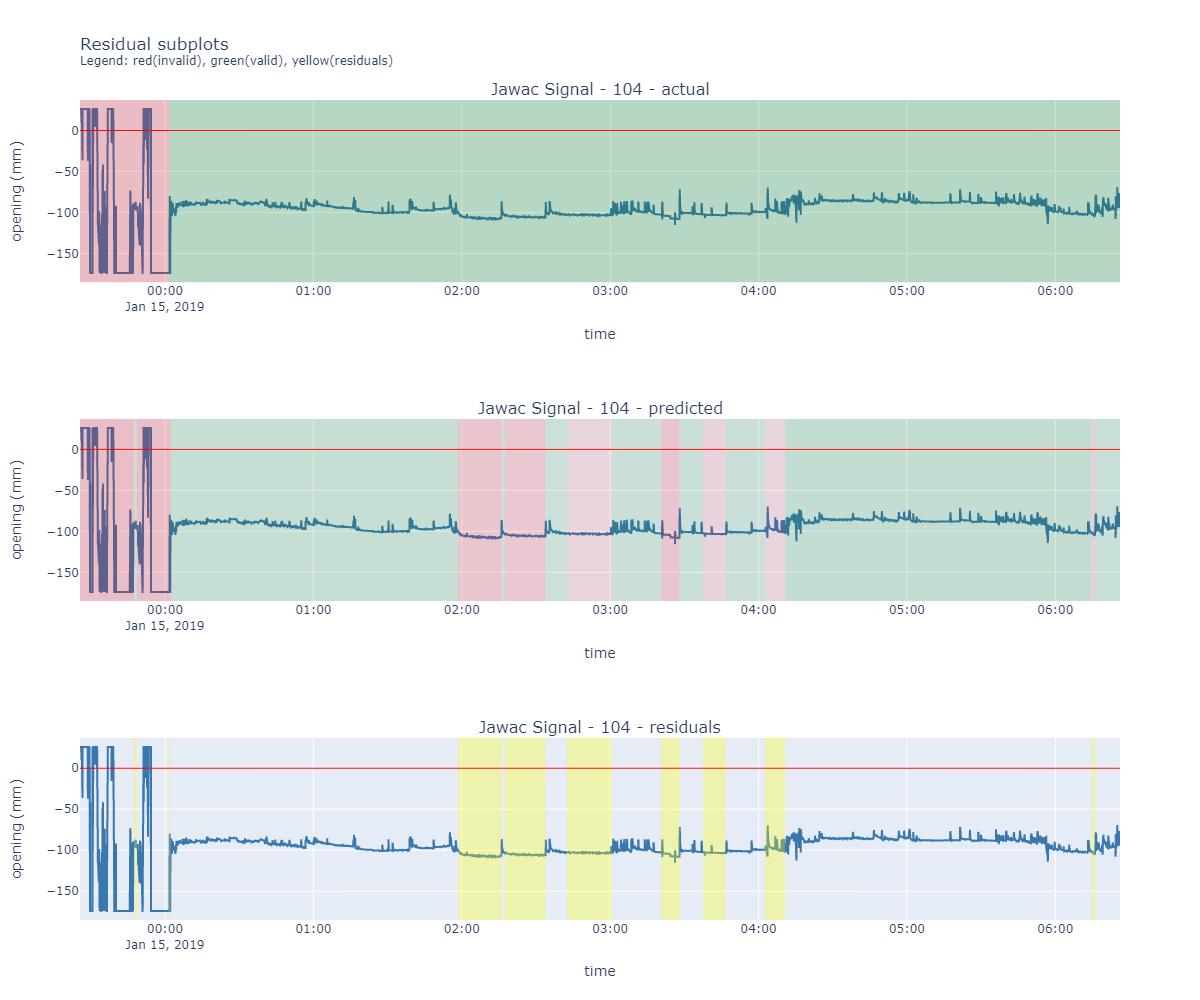 Residual subplots
Legend: red(invalid), green(valid), yellow(residuals)
Jawac Signal - 104 - actual
opening (mm)
0
−50
−100
−150
00:00 01:00 02:00 03:00 04:00 05:00 06:00
Jan 15, 2019
time
Jawac Signal - 104 - predicted
opening (mm)
0
−50
−100
−150
00:00 01:00 02:00 03:00 04:00 05:00 06:00
Jan 15, 2019
time
Jawac Signal - 104 - residuals
opening (mm)
0
−50
−100
−150
00:00 01:00 02:00 03:00 04:00 05:00 06:00
Jan 15, 2019
time